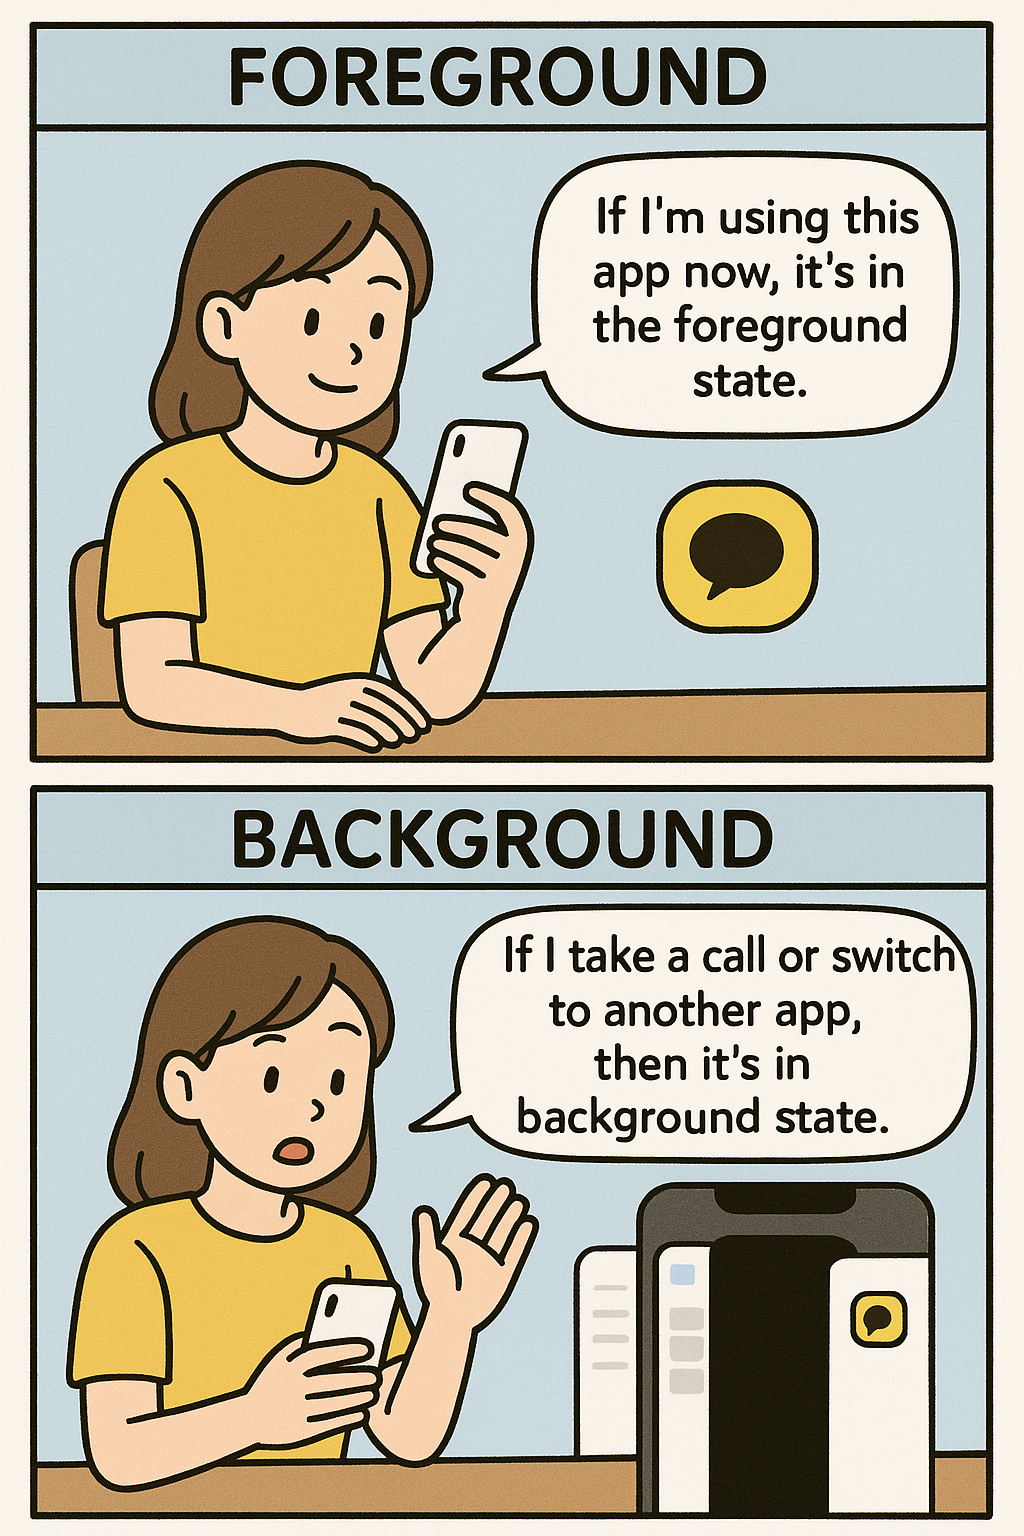 FOREGROUND
If I'm using this
app now, it's in
the foreground
state.
BACKGROUND
If I take a call or switch
to another app,
then it's in
background state.